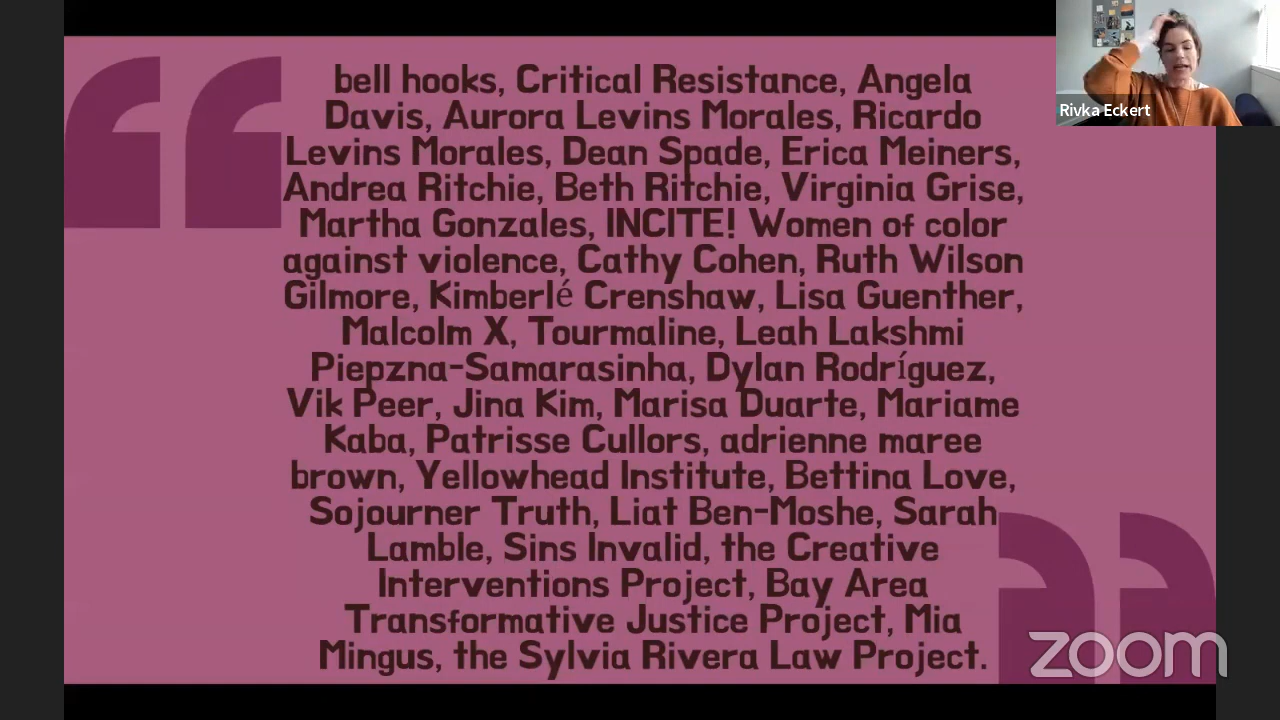 bell hooks, Critical Resistance, Angela
Davis, Aurora Levins Morales, Ricardo
Levins Morales, Dean Spade, Erica Meiners,
Andrea Ritchie, Beth Ritchie, Virginia Grise,
Martha Gonzales, INCITE! Women of color
against violence, Cathy Cohen, Ruth Wilson
Gilmore, Kimberlé Crenshaw, Lisa Guenther,
Malcolm X, Tourmaline, Leah Lakshmi
Piepzna-Samarasinha, Dylan Rodríguez,
Vik Peer, Jina Kim, Marisa Duarte, Mariame
Kaba, Patrisse Cullors, adrienne maree
brown, Yellowhead Institute, Bettina Love,
Sojourner Truth, Liat Ben-Moshe, Sarah
Lamble, Sins Invalid, the Creative
Interventions Project, Bay Area
Transformative Justice Project, Mia
Mingus, the Sylvia Rivera Law Project.
Rivka Eckert
zoom